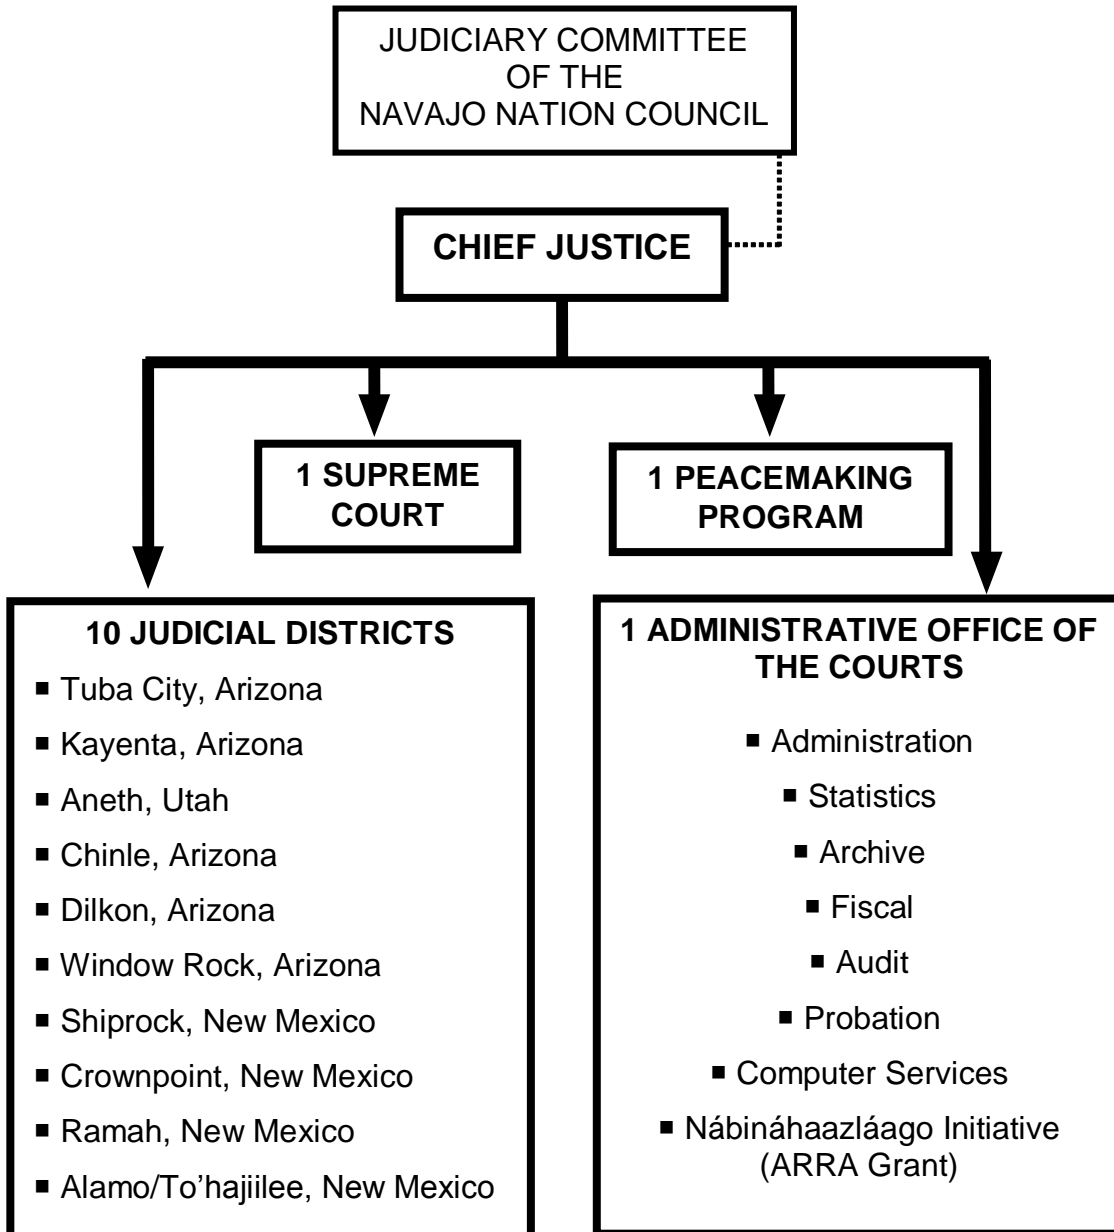 JUDICIARY COMMITTEE
OF THE
NAVAJO NATION COUNCIL
CHIEF JUSTICE
1 SUPREME
COURT
1 PEACEMAKING
PROGRAM
10 JUDICIAL DISTRICTS
▪ Tuba City, Arizona
▪ Kayenta, Arizona
▪ Aneth, Utah
▪ Chinle, Arizona
▪ Dilkon, Arizona
▪ Window Rock, Arizona
▪ Shiprock, New Mexico
▪ Crownpoint, New Mexico
▪ Ramah, New Mexico
▪ Alamo/To’hajiilee, New Mexico
1 ADMINISTRATIVE OFFICE OF
THE COURTS
▪ Administration
▪ Statistics
▪ Archive
▪ Fiscal
▪ Audit
▪ Probation
▪ Computer Services
▪ Nábináhaazláago Initiative
(ARRA Grant)